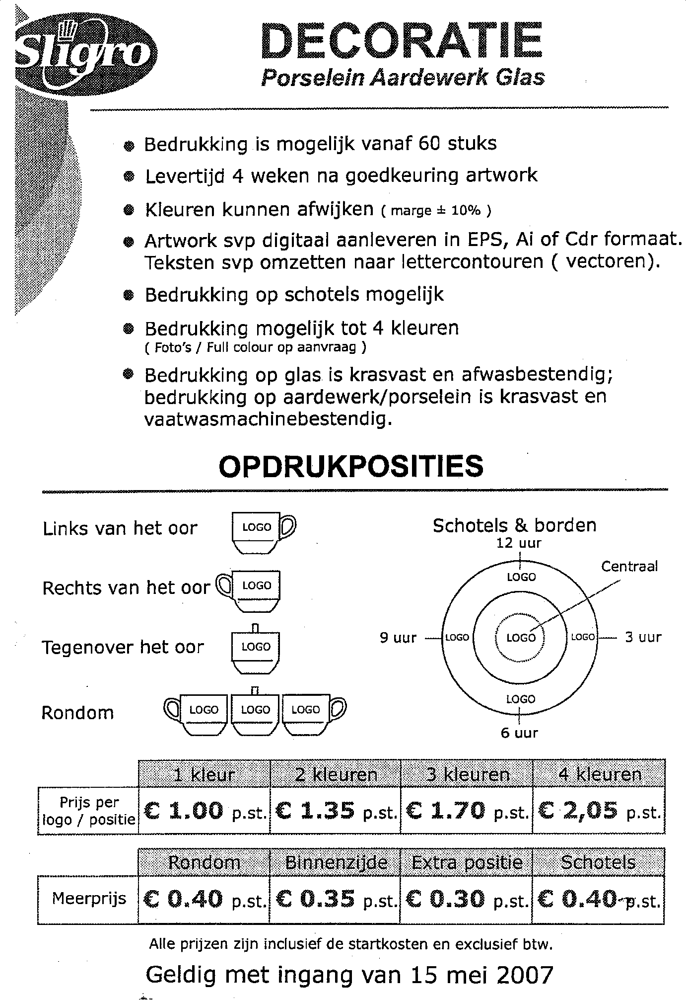 Sligro
DECORATIE
Porselein Aardewerk Glas
Bedrukking is mogelijk vanaf 60 stuks
Levertijd 4 weken na goedkeuring artwork
Kleuren kunnen afwijken ( marge ± 10% )
Artwork svp digitaal aanleveren in EPS, Ai of Cdr formaat.
Teksten svp omzetten naar lettercontouren ( vectoren).
Bedrukking op schotels mogelijk
Bedrukking mogelijk tot 4 kleuren
( Foto's / Full colour op aanvraag )
Bedrukking op glas is krasvast en afwasbestendig;
bedrukking op aardewerk/porselein is krasvast en
vaatwasmachinebestendig.
OPDRUKPOSITIES
Links van het oor LOGO
Rechts van het oor LOGO
Tegenover het oor LOGO
Rondom LOGO LOGO LOGO
Schotels & borden
12 uur
Centraal
LOGO
9 uur LOGO LOGO LOGO 3 uur
LOGO
6 uur
1 kleur 2 kleuren 3 kleuren 4 kleuren
Prijs per
logo / positie € 1.00 p.st. € 1.35 p.st. € 1.70 p.st. € 2,05 p.st.
Rondom Binnenzijde Extra positie Schotels
Meerprijs € 0.40 p.st. € 0.35 p.st. € 0.30 p.st. € 0.40 p.st.
Alle prijzen zijn inclusief de startkosten en exclusief btw.
Geldig met ingang van 15 mei 2007